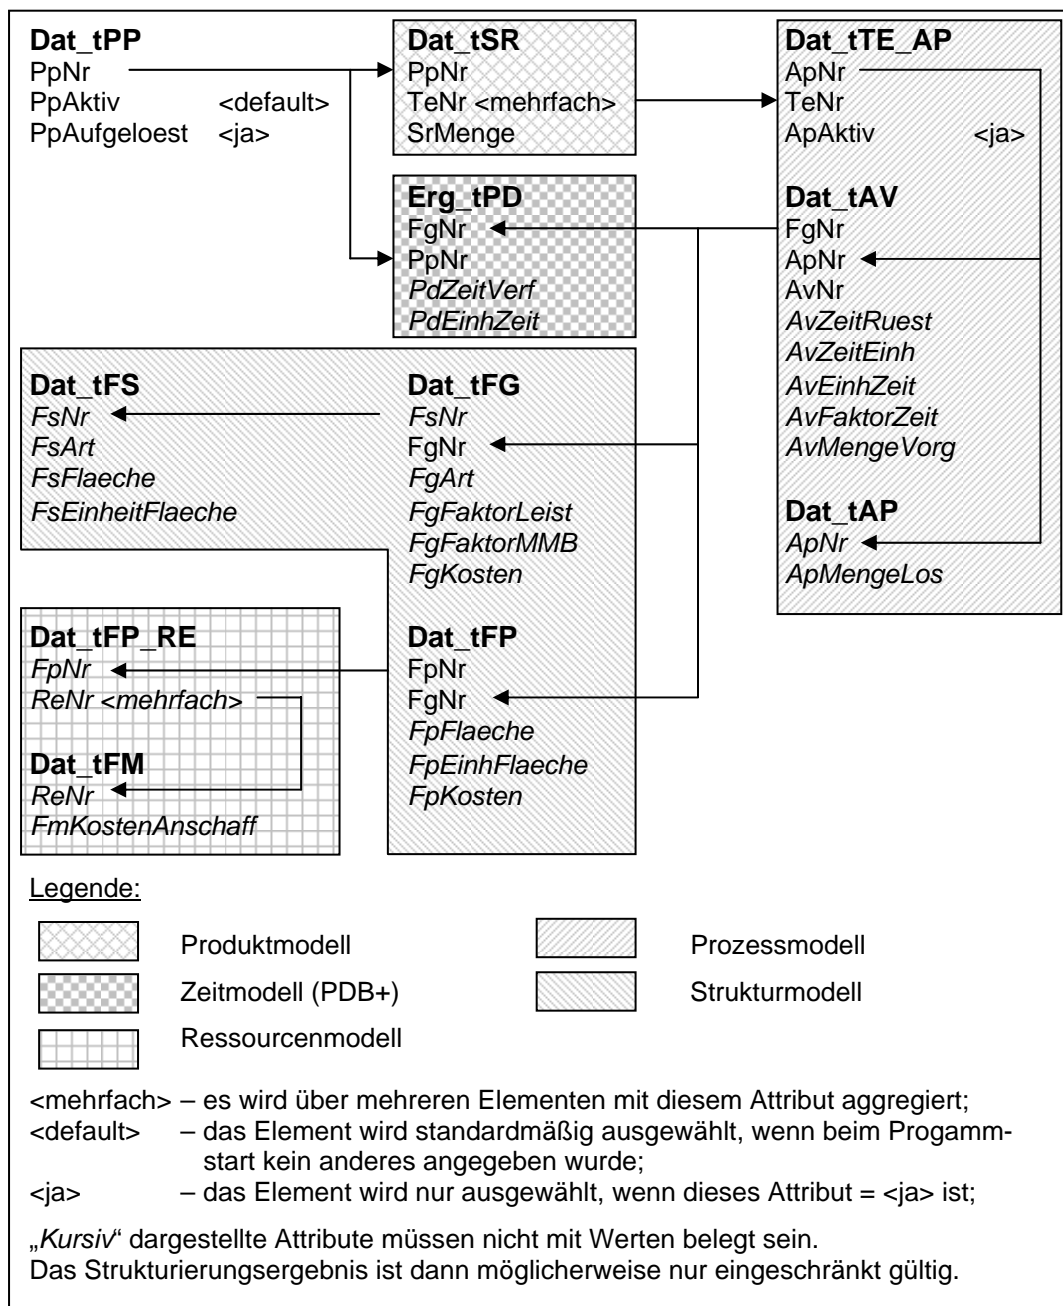 Dat_tPP
PpNr
PpAktiv <default>
PpAufgeloest <ja>
Dat_tSR
PpNr
TeNr <mehrfach>
SrMenge
Dat_tTE_AP
ApNr
TeNr
ApAktiv <ja>
Erg_tPD
FgNr
PpNr
PdZeitVerf
PdEinhZeit
Dat_tAV
FgNr
ApNr
AvNr
AvZeitRuest
AvZeitEinh
AvEinhZeit
AvFaktorZeit
AvMengeVorg
Dat_tAP
ApNr
ApMengeLos
Dat_tFS
FsNr
FsArt
FsFlaeche
FsEinheitFlaeche
Dat_tFG
FsNr
FgNr
FgArt
FgFaktorLeist
FgFaktorMMB
FgKosten
Dat_tFP_RE
FpNr
ReNr <mehrfach>
Dat_tFM
ReNr
FmKostenAnschaff
Dat_tFP
FpNr
FgNr
FpFlaeche
FpEinhFlaeche
FpKosten
Legende:
Produktmodell
Prozessmodell
Zeitmodell (PDB+)
Strukturmodell
Ressourcenmodell
<mehrfach> – es wird über mehreren Elementen mit diesem Attribut aggregiert;
<default> – das Element wird standardmäßig ausgewählt, wenn beim Progamm-
start kein anderes angegeben wurde;
<ja> – das Element wird nur ausgewählt, wenn dieses Attribut = <ja> ist;
„Kursiv“ dargestellte Attribute müssen nicht mit Werten belegt sein.
Das Strukturierungsergebnis ist dann möglicherweise nur eingeschränkt gültig.